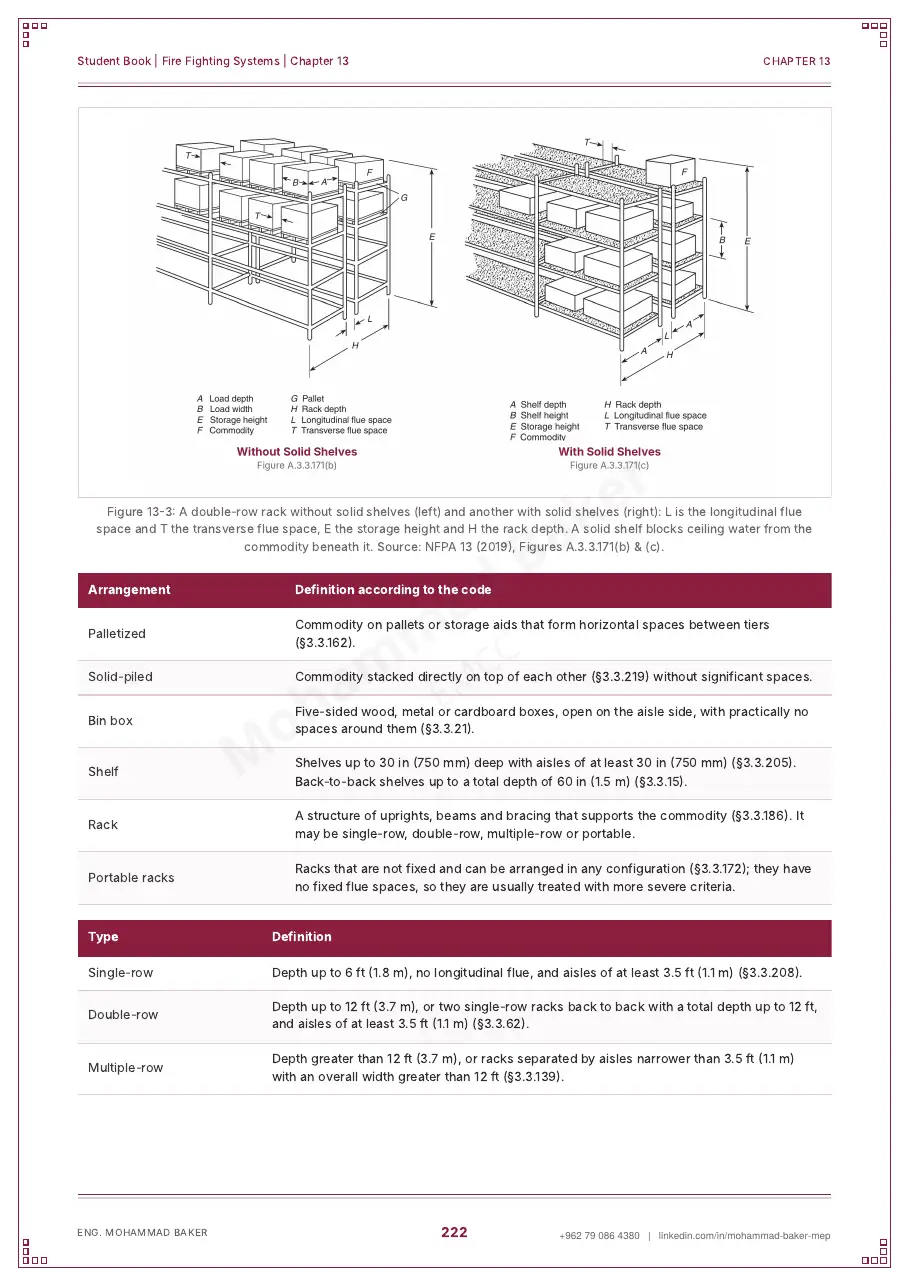 Student Book | Fire Fighting Systems | Chapter 13
CHAPTER 13
T
B
A
F
G
T
E
L
H
T
F
B
E
A
L
A
H
A Load depth
B Load width
E Storage height
F Commodity
G Pallet
H Rack depth
L Longitudinal flue space
T Transverse flue space
A Shelf depth
B Shelf height
E Storage height
F Commodity
H Rack depth
L Longitudinal flue space
T Transverse flue space
Without Solid Shelves
Figure A.3.3.171(b)
With Solid Shelves
Figure A.3.3.171(c)
Figure 13-3: A double-row rack without solid shelves (left) and another with solid shelves (right): L is the longitudinal flue
space and T the transverse flue space, E the storage height and H the rack depth. A solid shelf blocks ceiling water from the
commodity beneath it. Source: NFPA 13 (2019), Figures A.3.3.171(b) & (c).
Arrangement
Definition according to the code
Palletized
Commodity on pallets or storage aids that form horizontal spaces between tiers
(§3.3.162).
Solid-piled
Commodity stacked directly on top of each other (§3.3.219) without significant spaces.
Bin box
Five-sided wood, metal or cardboard boxes, open on the aisle side, with practically no
spaces around them (§3.3.21).
Shelf
Shelves up to 30 in (750 mm) deep with aisles of at least 30 in (750 mm) (§3.3.205).
Back-to-back shelves up to a total depth of 60 in (1.5 m) (§3.3.15).
Rack
A structure of uprights, beams and bracing that supports the commodity (§3.3.186). It
may be single-row, double-row, multiple-row or portable.
Portable racks
Racks that are not fixed and can be arranged in any configuration (§3.3.172); they have
no fixed flue spaces, so they are usually treated with more severe criteria.
Type
Definition
Single-row
Depth up to 6 ft (1.8 m), no longitudinal flue, and aisles of at least 3.5 ft (1.1 m) (§3.3.208).
Double-row
Depth up to 12 ft (3.7 m), or two single-row racks back to back with a total depth up to 12 ft,
and aisles of at least 3.5 ft (1.1 m) (§3.3.62).
Multiple-row
Depth greater than 12 ft (3.7 m), or racks separated by aisles narrower than 3.5 ft (1.1 m)
with an overall width greater than 12 ft (§3.3.139).
Mohammad Baker
EMCC
ENG. MOHAMMAD BAKER
222
+962 79 086 4380 | linkedin.com/in/mohammad-baker-mep